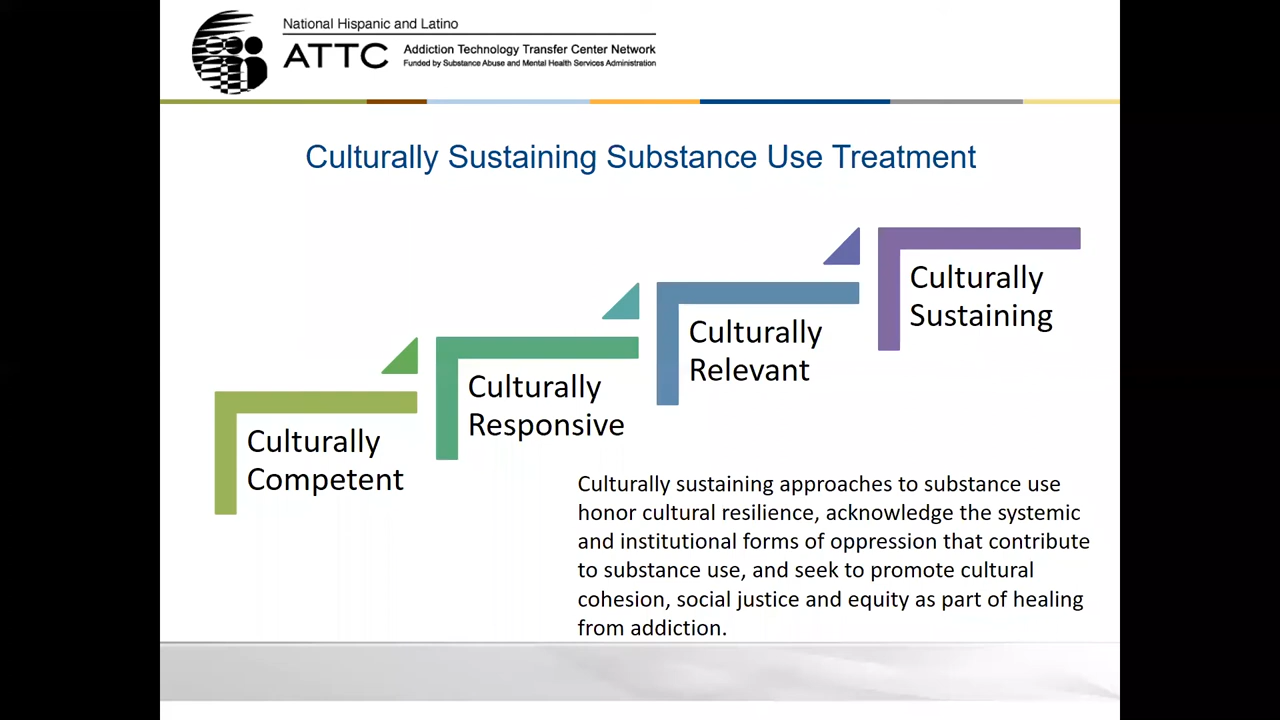 National Hispanic and Latino
ATTC
Addiction Technology Transfer Center Network
Funded by Substance Abuse and Mental Health Services Administration
Culturally Sustaining Substance Use Treatment
Culturally
Competent
Culturally
Responsive
Culturally
Relevant
Culturally
Sustaining
Culturally sustaining approaches to substance use
honor cultural resilience, acknowledge the systemic
and institutional forms of oppression that contribute
to substance use, and seek to promote cultural
cohesion, social justice and equity as part of healing
from addiction.